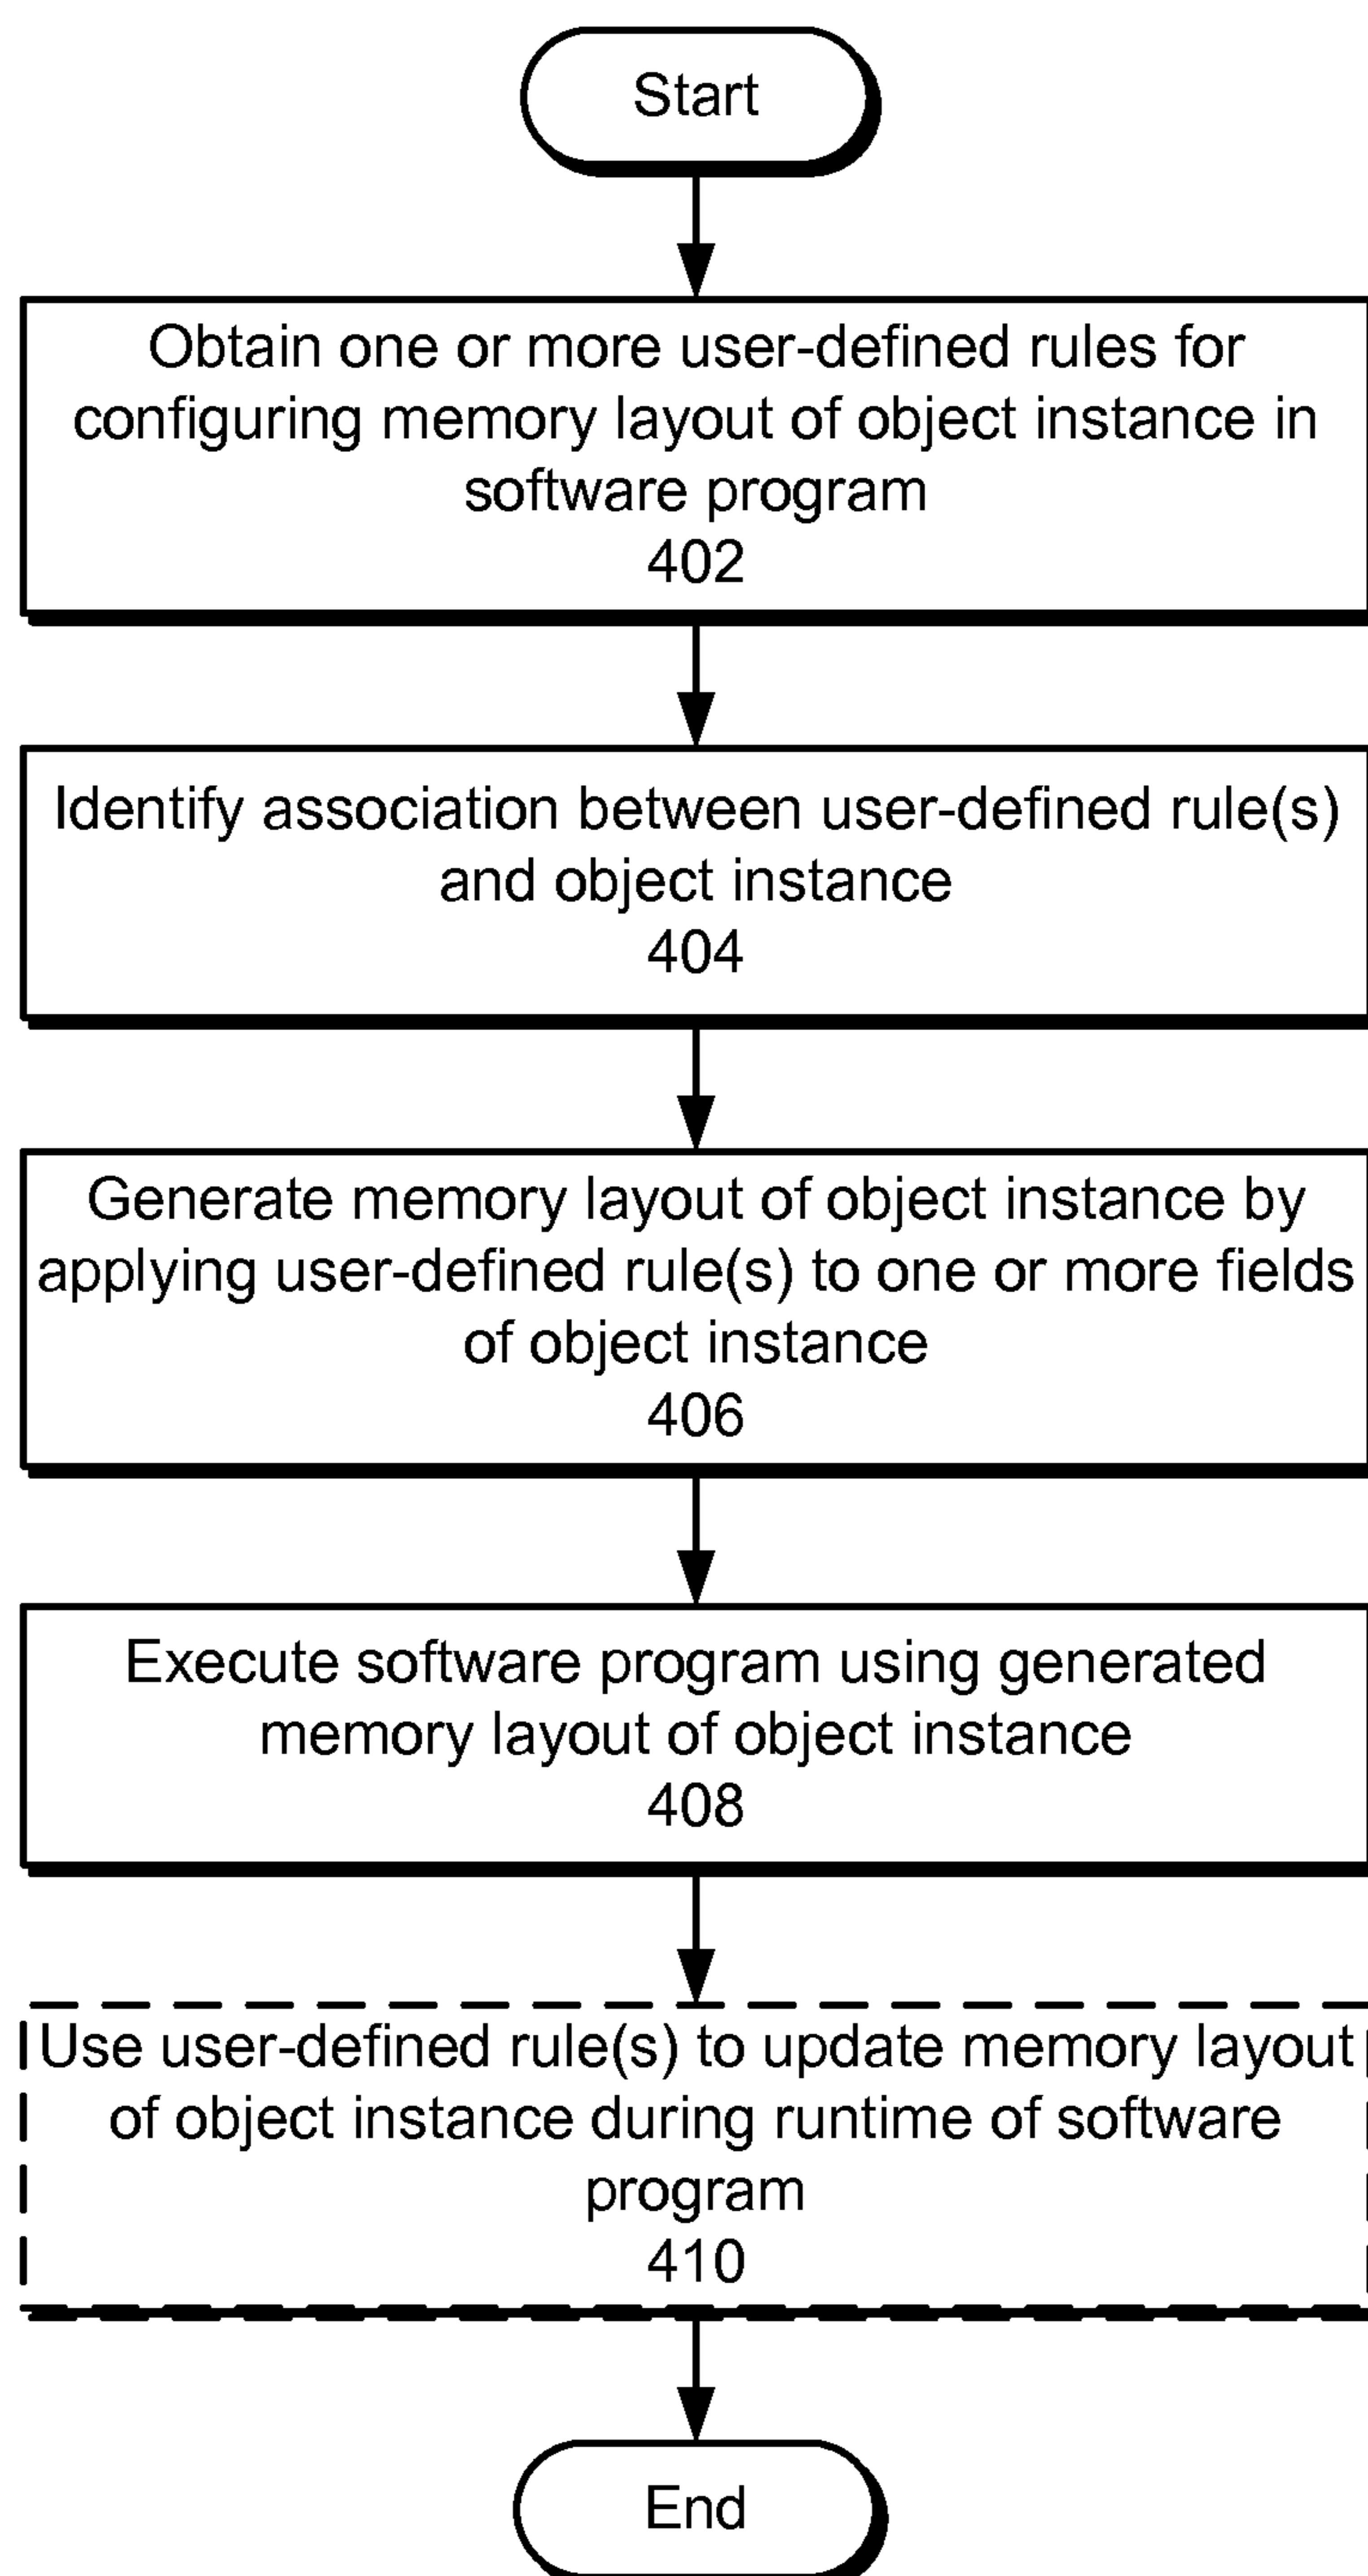 Start
Obtain one or more user-defined rules for
configuring memory layout of object instance in
software program
402
Identify association between user-defined rule(s)
and object instance
404
Generate memory layout of object instance by
applying user-defined rule(s) to one or more fields
of object instance
406
Execute software program using generated
memory layout of object instance
408
Use user-defined rule(s) to update memory layout
of object instance during runtime of software
program
410
End